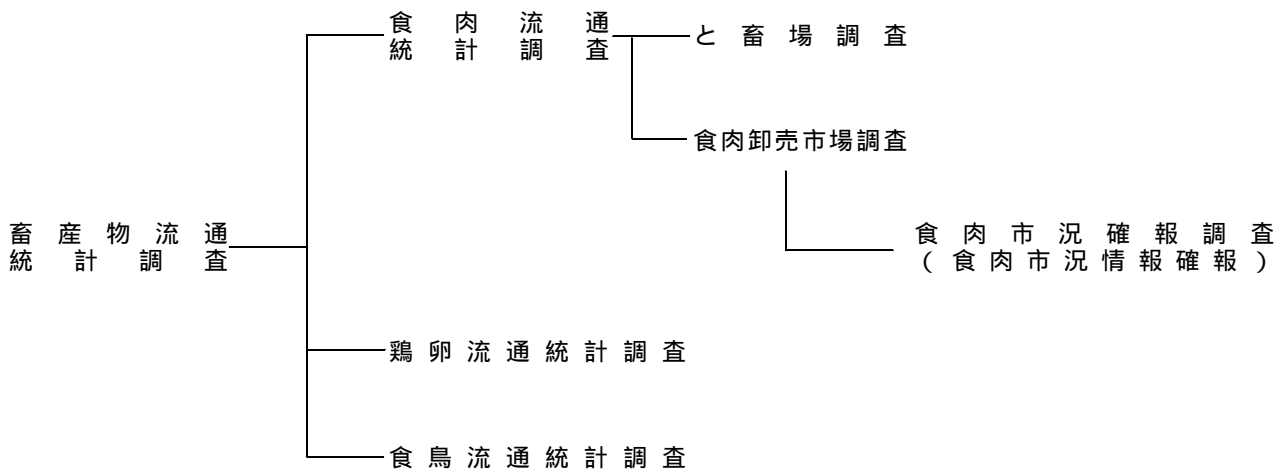 食肉流通
統計調査
と畜場調査
食肉卸売市場調査
畜産物流通
統計調査
食肉市況確報調査
(食肉市況情報確報)
鶏卵流通統計調査
食鳥流通統計調査